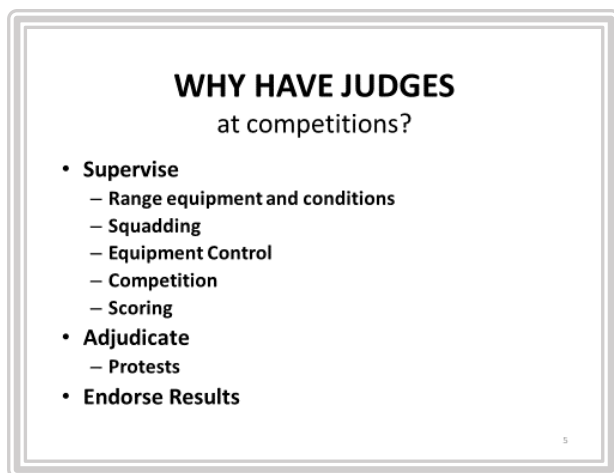 WHY HAVE JUDGES
at competitions?
• Supervise
– Range equipment and conditions
– Squadding
– Equipment Control
– Competition
– Scoring
• Adjudicate
– Protests
• Endorse Results
5